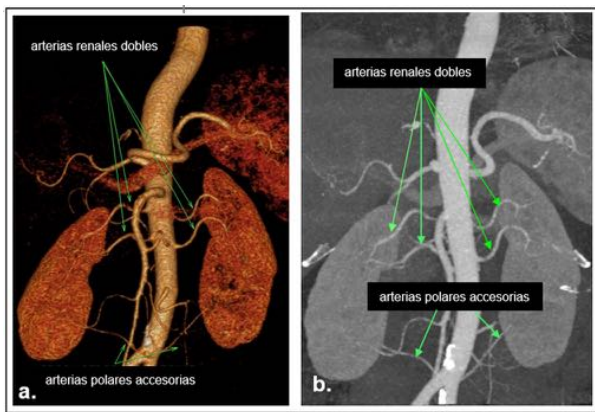 arterias renales dobles
arterias polares accesorias
a.
arterias renales dobles
arterias polares accesorias
b.